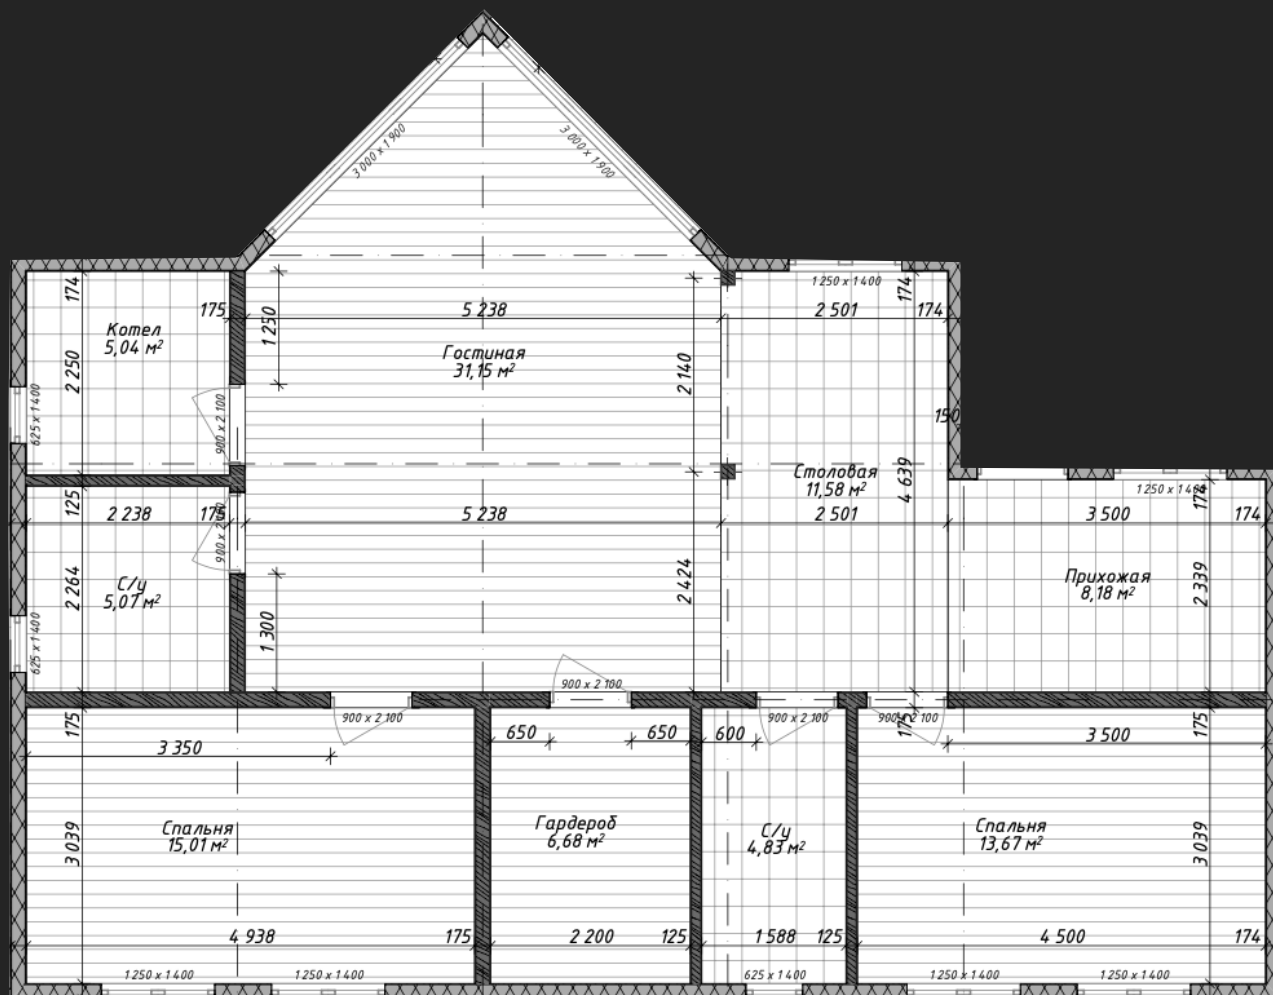 3 000 x 1 900
3 000 x 1 900
174
175
Котел
5,04 м²
2 250
625 x 1 400
900 x 2 100
1 250
5 238
Гостиная
31,15 м²
2 140
1 250 x 1 400
174
2 501
174
150
Столовая
11,58 м²
4 639
125
2 238
175
5 238
2 501
1 250 x 1 400
174
3 500
174
С/у
5,07 м²
2 264
625 x 1 400
900 x 2 100
1 300
2 424
Прихожая
8,18 м²
2 339
900 x 2 100
175
3 350
900 x 2 100
650
650
600
900 x 2 100
900 x 2 100
175
3 500
175
Спальня
15,01 м²
3 039
Гардероб
6,68 м²
С/у
4,83 м²
Спальня
13,67 м²
3 039
4 938
175
2 200
125
1 588
125
4 500
174
1 250 x 1 400
1 250 x 1 400
625 x 1 400
1 250 x 1 400
1 250 x 1 400